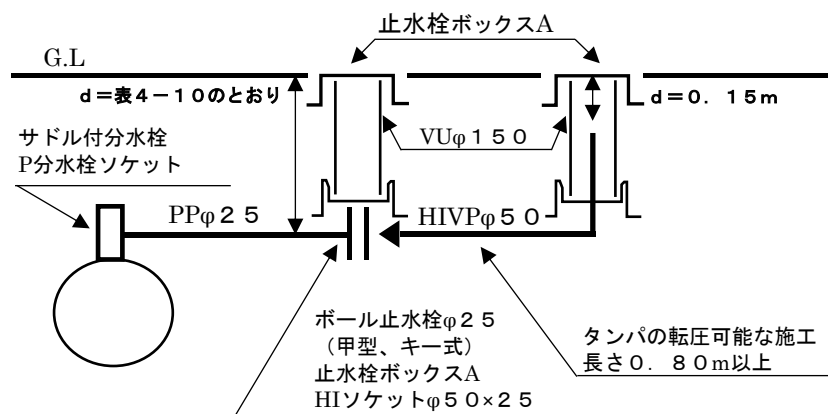 止水栓ボックスA
G.L
d＝表４－１０のとおり
d＝０．１５m
サドル付分水栓
P分水栓ソケット
VUφ１５０
PPφ２５
HIVPφ５０
ボール止水栓φ２５
（甲型、キー式）
止水栓ボックスA
HIソケットφ５０×２５
タンパの転圧可能な施工
長さ０．８０m以上